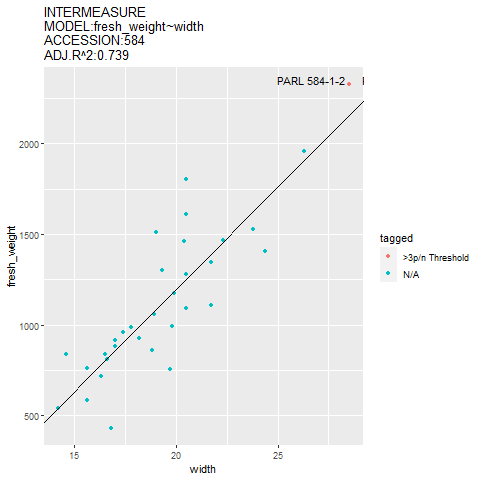 INTERMEASURE
MODEL:fresh_weight~width
ACCESSION:584
ADJ.R^2:0.739
PARL 584-1-2
2000
1500
1000
500
fresh_weight
15
20
25
width
tagged
>3p/n Threshold
N/A